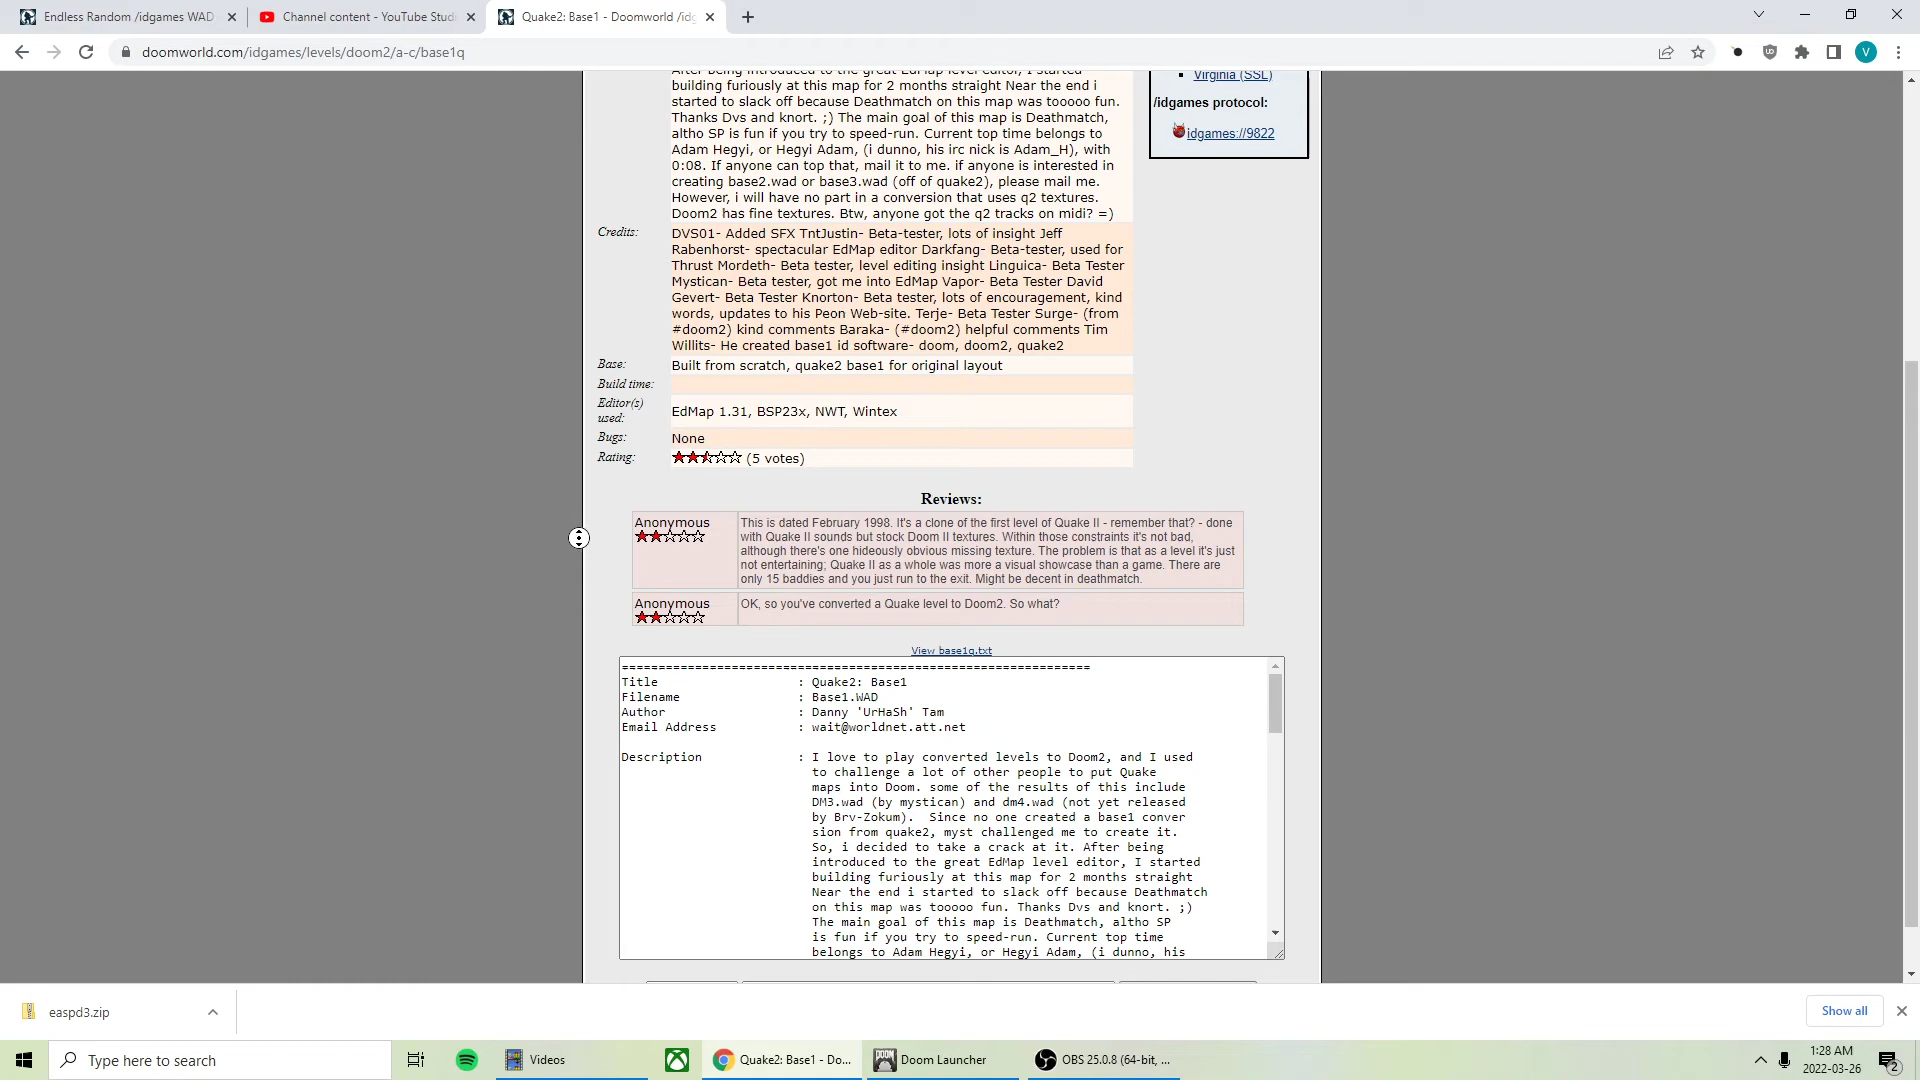 Endless Random /idgames WAD
Channel content - YouTube Studi
Quake2: Base1 - Doomworld /idg
doomworld.com/idgames/levels/doom2/a-c/base1q
V
After being introduced to the great EdMap level editor, I started
building furiously at this map for 2 months straight Near the end i
started to slack off because Deathmatch on this map was tooooo fun.
Thanks Dvs and knort. ;) The main goal of this map is Deathmatch,
altho SP is fun if you try to speed-run. Current top time belongs to
Adam Hegyi, or Hegyi Adam, (i dunno, his irc nick is Adam_H), with
0:08. If anyone can top that, mail it to me. if anyone is interested in
creating base2.wad or base3.wad (off of quake2), please mail me.
However, i will have no part in a conversion that uses q2 textures.
Doom2 has fine textures. Btw, anyone got the q2 tracks on midi? =)
Virginia (SSL)
/idgames protocol:
idgames://9822
Credits:
DVS01- Added SFX TntJustin- Beta-tester, lots of insight Jeff
Rabenhorst- spectacular EdMap editor Darkfang- Beta-tester, used for
Thrust Mordeth- Beta tester, level editing insight Linguica- Beta Tester
Mystican- Beta tester, got me into EdMap Vapor- Beta Tester David
Gevert- Beta Tester Knorton- Beta tester, lots of encouragement, kind
words, updates to his Peon Web-site. Terje- Beta Tester Surge- (from
#doom2) kind comments Baraka- (#doom2) helpful comments Tim
Willits- He created base1 id software- doom, doom2, quake2
Base: Built from scratch, quake2 base1 for original layout
Build time:
Editor(s)
used:
EdMap 1.31, BSP23x, NWT, Wintex
Bugs: None
Rating: (5 votes)
Reviews:
Anonymous
This is dated February 1998. It's a clone of the first level of Quake II - remember that? - done
with Quake II sounds but stock Doom II textures. Within those constraints it's not bad,
although there's one hideously obvious missing texture. The problem is that as a level it's just
not entertaining; Quake II as a whole was more a visual showcase than a game. There are
only 15 baddies and you just run to the exit. Might be decent in deathmatch.
Anonymous
OK, so you've converted a Quake level to Doom2. So what?
View base1q.txt
================================================================
Title : Quake2: Base1
Filename : Base1.WAD
Author : Danny 'UrHaSh' Tam
Email Address : wait@worldnet.att.net
Description : I love to play converted levels to Doom2, and I used
to challenge a lot of other people to put Quake
maps into Doom. some of the results of this include
DM3.wad (by mystican) and dm4.wad (not yet released
by Brv-Zokum). Since no one created a base1 conver
sion from quake2, myst challenged me to create it.
So, i decided to take a crack at it. After being
introduced to the great EdMap level editor, I started
building furiously at this map for 2 months straight
Near the end i started to slack off because Deathmatch
on this map was tooooo fun. Thanks Dvs and knort. ;)
The main goal of this map is Deathmatch, altho SP
is fun if you try to speed-run. Current top time
belongs to Adam Hegyi, or Hegyi Adam, (i dunno, his
easpd3.zip
Show all
Type here to search
Videos
Quake2: Base1 - Do...
Doom Launcher
OBS 25.0.8 (64-bit, ...
1:28 AM
2022-03-26
2